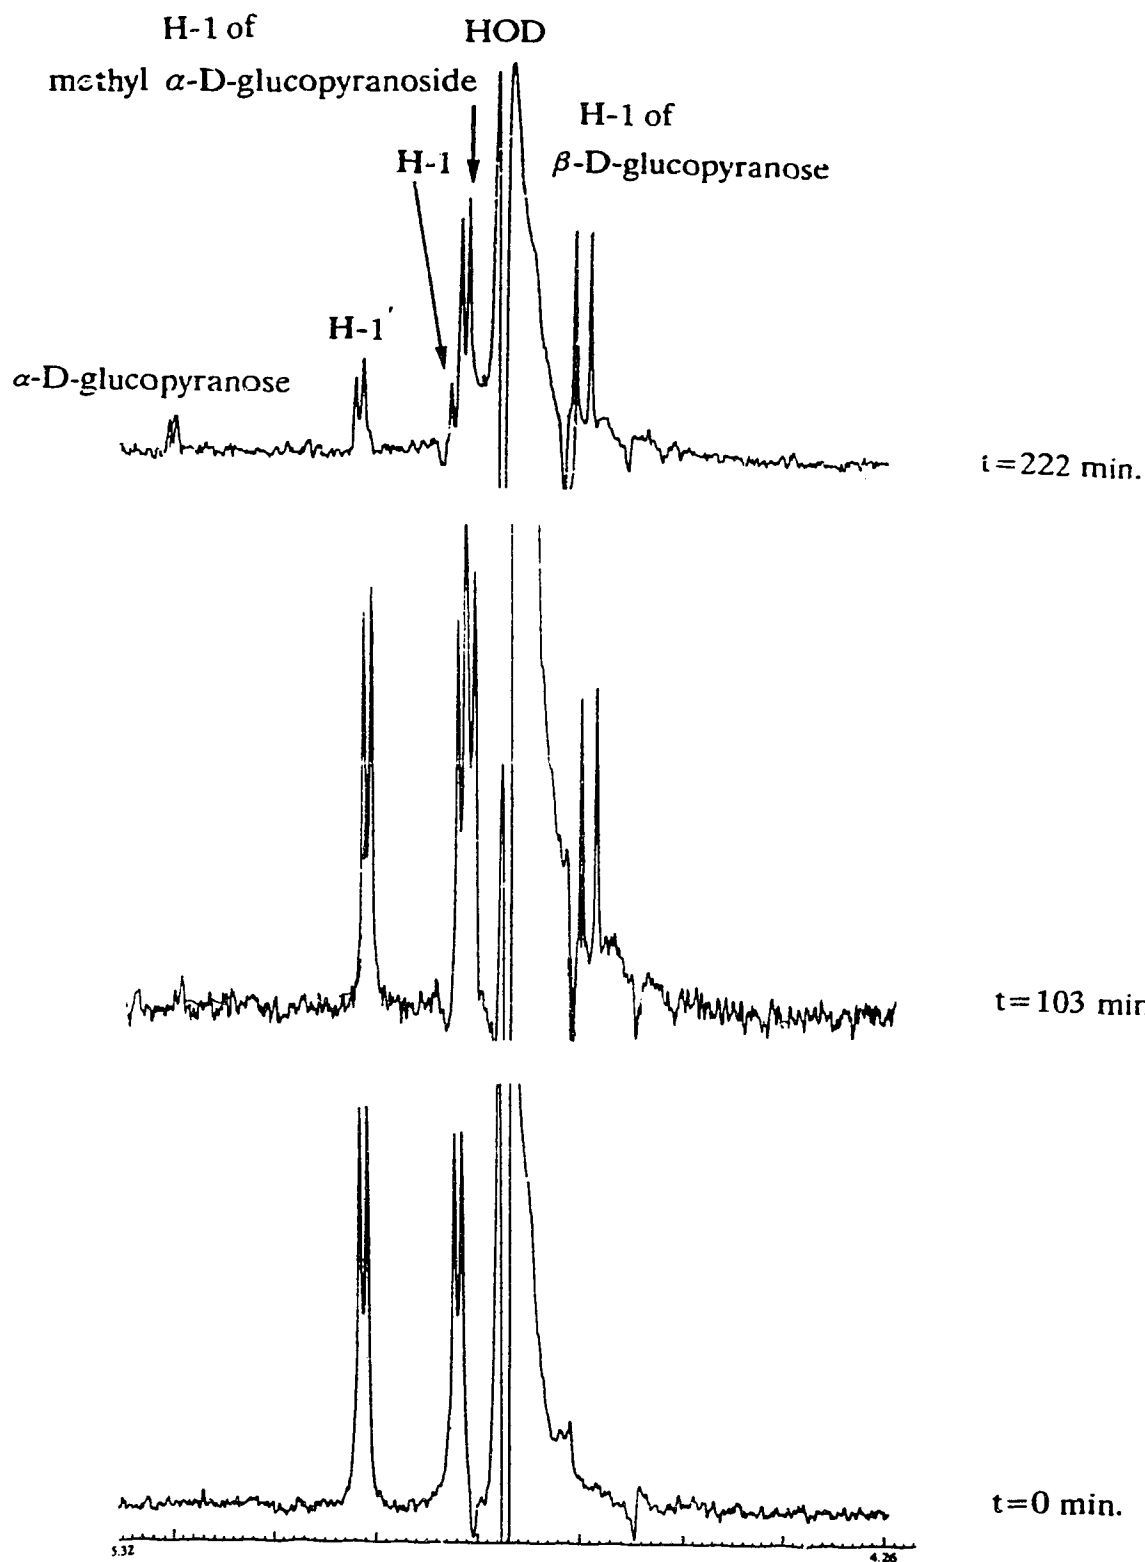 H-1 of
methyl α-D-glucopyranoside
HOD
H-1 of
β-D-glucopyranose
H-1
H-1'
α-D-glucopyranose
t=222 min.
t=103 min
t=0 min.
5.32
4.26